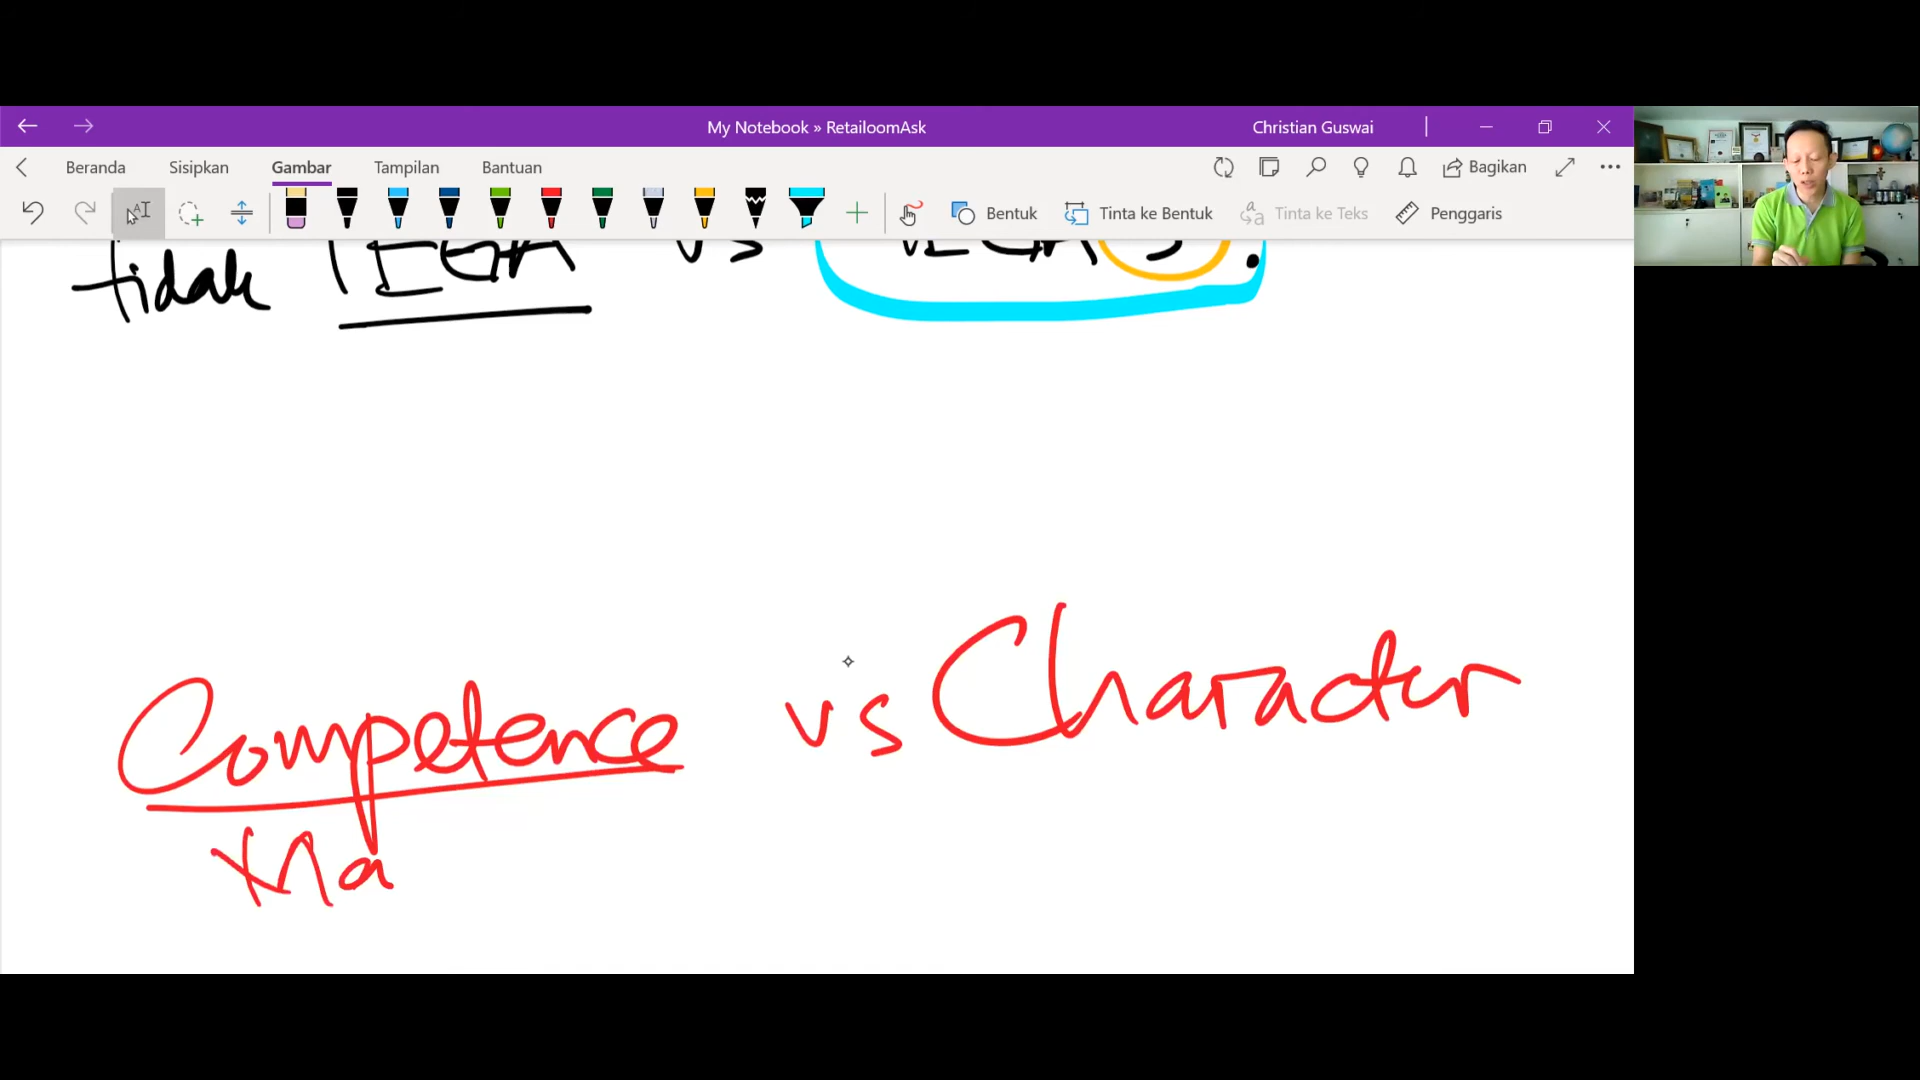 My Notebook » RetailoomAsk
Christian Guswai
Beranda Sisipkan Gambar Tampilan Bantuan
Bagikan
Bentuk Tinta ke Bentuk Tinta ke Teks Penggaris
tidak TEGA vs
Competence vs Character